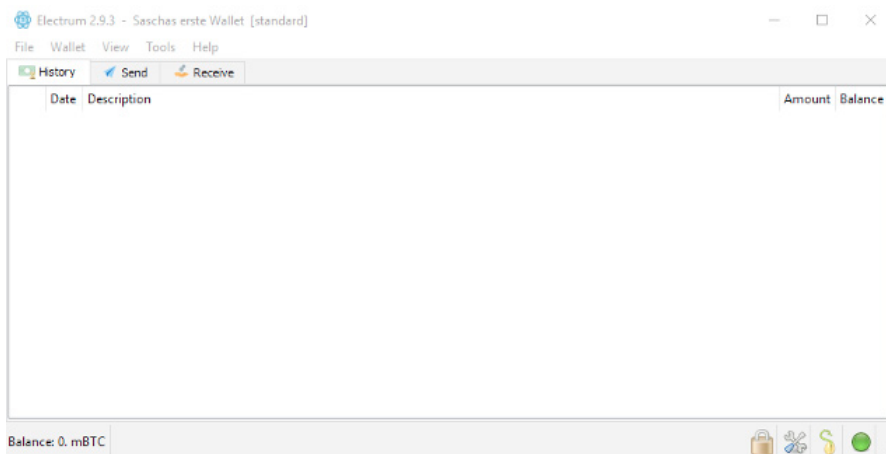 Electrum 2.9.3 - Saschas erste Wallet [standard]
File Wallet View Tools Help
History Send Receive
Date Description Amount Balance
Balance: 0. mBTC